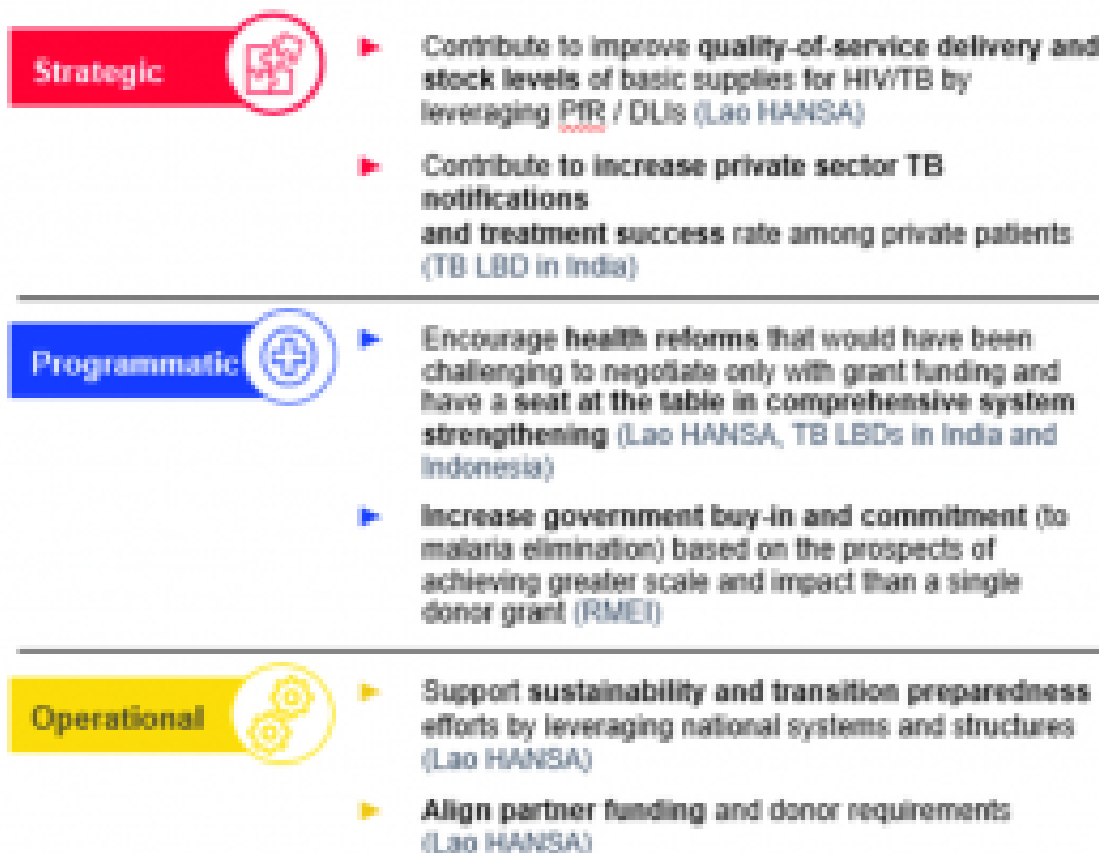 Strategic
Contribute to improve quality-of-service delivery and
stock levels of basic supplies for HIV/TB by
leveraging PfR / DLIs (Lao HANSA)
Contribute to increase private sector TB
notifications
and treatment success rate among private patients
(TB LBD in India)
Programmatic
Encourage health reforms that would have been
challenging to negotiate only with grant funding and
have a seat at the table in comprehensive system
strengthening (Lao HANSA, TB LBDs in India and
Indonesia)
Increase government buy-in and commitment (to
malaria elimination) based on the prospects of
achieving greater scale and impact than a single
donor grant (RMEI)
Operational
Support sustainability and transition preparedness
efforts by leveraging national systems and structures
(Lao HANSA)
Align partner funding and donor requirements
(Lao HANSA)